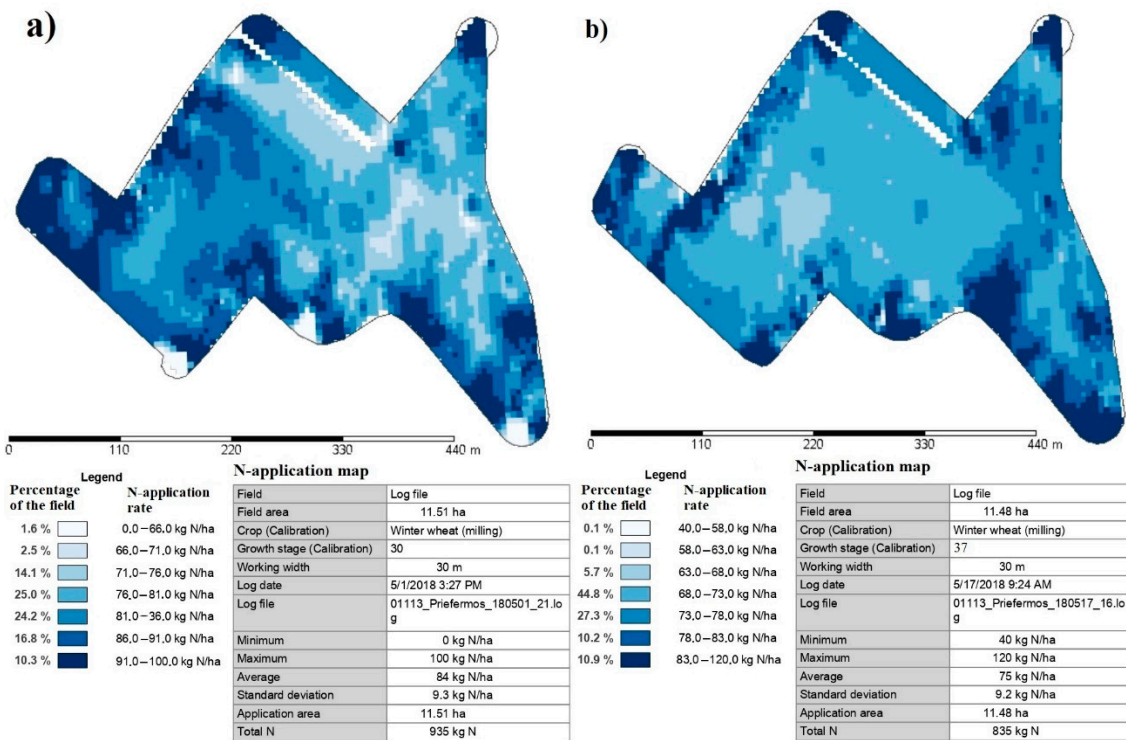 a)
b)
0 110 220 330 440 m
0 110 220 330 440 m
Legend
Percentage of the field
N-application rate
1.6 % 0.0–66.0 kg N/ha
2.5 % 66.0–71.0 kg N/ha
14.1 % 71.0–76.0 kg N/ha
25.0 % 76.0–81.0 kg N/ha
24.2 % 81.0–36.0 kg N/ha
16.8 % 86.0–91.0 kg N/ha
10.3 % 91.0–100.0 kg N/ha
N-application map
Field Log file
Field area 11.51 ha
Crop (Calibration) Winter wheat (milling)
Growth stage (Calibration) 30
Working width 30 m
Log date 5/1/2018 3:27 PM
Log file 01113_Priefermos_180501_21.lo
g
Minimum 0 kg N/ha
Maximum 100 kg N/ha
Average 84 kg N/ha
Standard deviation 9.3 kg N/ha
Application area 11.51 ha
Total N 935 kg N
Legend
Percentage of the field
N-application rate
0.1 % 40.0–58.0 kg N/ha
0.1 % 58.0–63.0 kg N/ha
5.7 % 63.0–68.0 kg N/ha
44.8 % 68.0–73.0 kg N/ha
27.3 % 73.0–78.0 kg N/ha
10.2 % 78.0–83.0 kg N/ha
10.9 % 83.0–120.0 kg N/ha
N-application map
Field Log file
Field area 11.48 ha
Crop (Calibration) Winter wheat (milling)
Growth stage (Calibration) 37
Working width 30 m
Log date 5/17/2018 9:24 AM
Log file 01113_Priefermos_180517_16.lo
g
Minimum 40 kg N/ha
Maximum 120 kg N/ha
Average 75 kg N/ha
Standard deviation 9.2 kg N/ha
Application area 11.48 ha
Total N 835 kg N